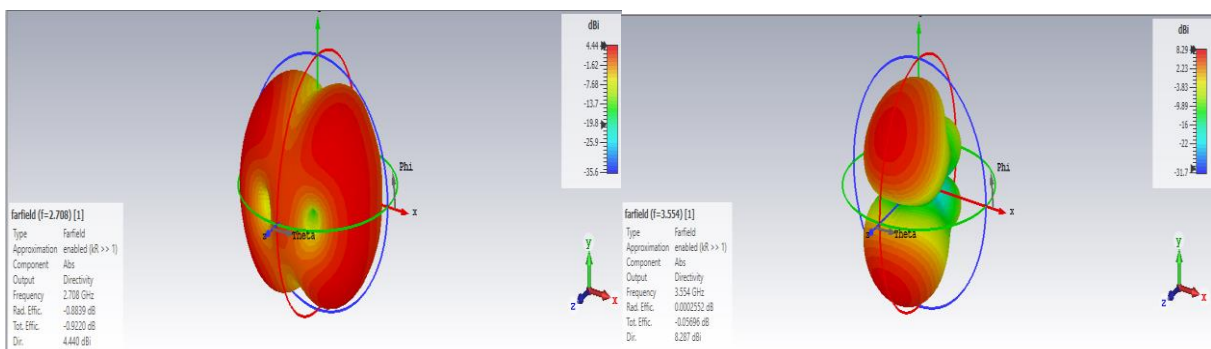 dBi
4.44
-1.62
-7.68
-13.7
-19.8
-25.9
-35.6
Phi
x
z
Theta
farfield (f=2.708) [1]
Type Farfield
Approximation enabled (kR >> 1)
Component Abs
Output Directivity
Frequency 2.708 GHz
Rad. Effic. -0.8839 dB
Tot. Effic. -0.9220 dB
Dir. 4.440 dBi
y
z
x
dBi
8.29
2.23
-3.83
-9.89
-16
-22
-31.7
Phi
x
Theta
farfield (f=3.554) [1]
Type Farfield
Approximation enabled (kR >> 1)
Component Abs
Output Directivity
Frequency 3.554 GHz
Rad. Effic. 0.0002552 dB
Tot. Effic. -0.05696 dB
Dir. 8.287 dBi
y
z
x